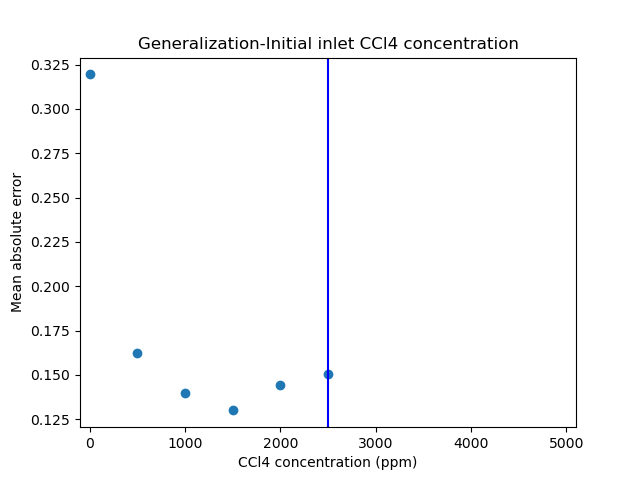 Generalization-Initial inlet CCl4 concentration
0.325
0.300
0.275
0.250
0.225
0.200
0.175
0.150
0.125
Mean absolute error
0 1000 2000 3000 4000 5000
CCl4 concentration (ppm)